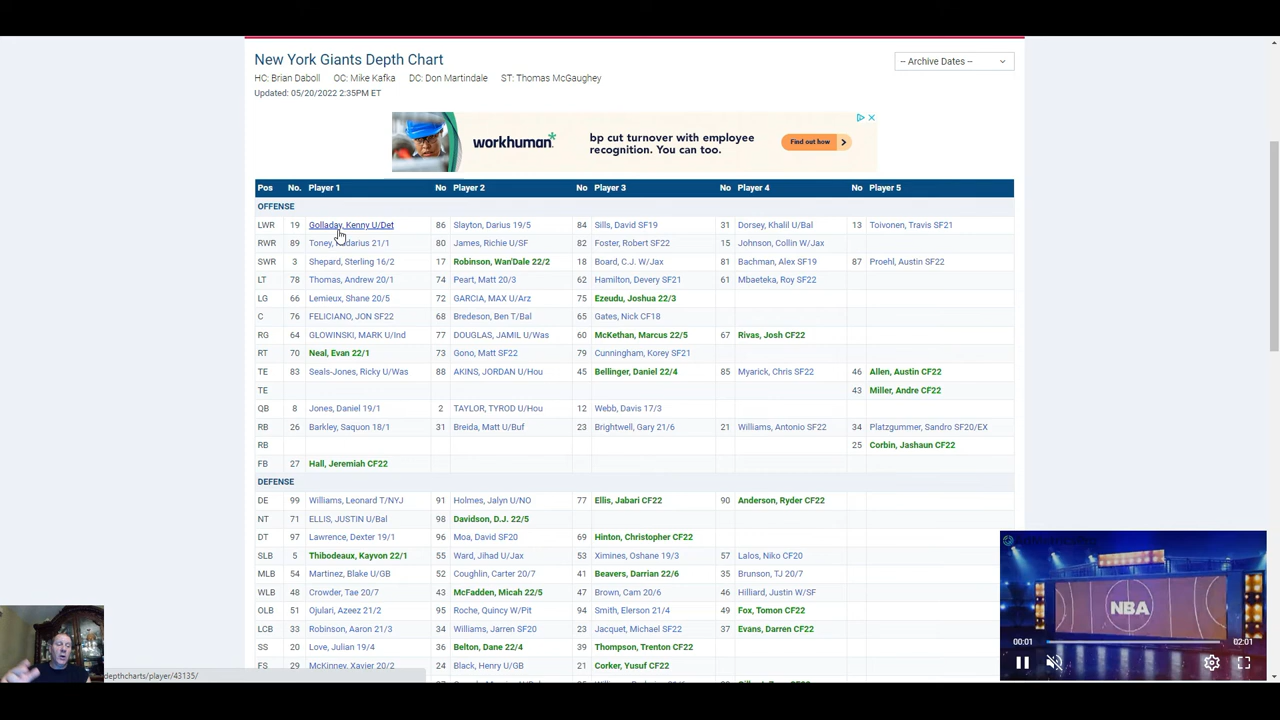 New York Giants Depth Chart
-- Archive Dates --
HC: Brian Daboll OC: Mike Kafka DC: Don Martindale ST: Thomas McGaughey
Updated: 05/20/2022 2:35PM ET
workhuman*
bp cut turnover with employee
recognition. You can too.
Find out how
Pos No. Player 1 No Player 2 No Player 3 No Player 4 No Player 5
OFFENSE
LWR 19 Golladay, Kenny U/Det 86 Slayton, Darius 19/5 84 Sills, David SF19 31 Dorsey, Khalil U/Bal 13 Toivonen, Travis SF21
RWR 89 Toney, 21/1 80 James, Richie U/SF 82 Foster, Robert SF22 15 Johnson, Collin W/Jax
SWR 3 Shepard, Sterling 16/2 17 Robinson, Wan'Dale 22/2 18 Board, C.J. W/Jax 81 Bachman, Alex SF19 87 Proehl, Austin SF22
LT 78 Thomas, Andrew 20/1 74 Peart, Matt 20/3 62 Hamilton, Devery SF21 61 Mbaeteka, Roy SF22
LG 66 Lemieux, Shane 20/5 72 GARCIA, MAX U/Arz 75 Ezeudu, Joshua 22/3
C 76 FELICIANO, JON SF22 68 Bredeson, Ben T/Bal 65 Gates, Nick CF18
RG 64 GLOWINSKI, MARK U/Ind 77 DOUGLAS, JAMIL U/Was 60 McKethan, Marcus 22/5 67 Rivas, Josh CF22
RT 70 Neal, Evan 22/1 73 Gono, Matt SF22 79 Cunningham, Korey SF21
TE 83 Seals-Jones, Ricky U/Was 88 AKINS, JORDAN U/Hou 45 Bellinger, Daniel 22/4 85 Myarick, Chris SF22 46 Allen, Austin CF22
TE 43 Miller, Andre CF22
QB 8 Jones, Daniel 19/1 2 TAYLOR, TYROD U/Hou 12 Webb, Davis 17/3
RB 26 Barkley, Saquon 18/1 31 Breida, Matt U/Buf 23 Brightwell, Gary 21/6 21 Williams, Antonio SF22 34 Platzgummer, Sandro SF20/EX
RB 25 Corbin, Jashaun CF22
FB 27 Hall, Jeremiah CF22
DEFENSE
DE 99 Williams, Leonard T/NYJ 91 Holmes, Jalyn U/NO 77 Ellis, Jabari CF22 90 Anderson, Ryder CF22
NT 71 ELLIS, JUSTIN U/Bal 98 Davidson, D.J. 22/5
DT 97 Lawrence, Dexter 19/1 96 Moa, David SF20 69 Hinton, Christopher CF22
SLB 5 Thibodeaux, Kayvon 22/1 55 Ward, Jihad U/Jax 53 Ximines, Oshane 19/3 57 Lalos, Niko CF20
MLB 54 Martinez, Blake U/GB 52 Coughlin, Carter 20/7 41 Beavers, Darrian 22/6 35 Brunson, TJ 20/7
WLB 48 Crowder, Tae 20/7 43 McFadden, Micah 22/5 47 Brown, Cam 20/6 46 Hilliard, Justin W/SF
OLB 51 Ojulari, Azeez 21/2 95 Roche, Quincy W/Pit 94 Smith, Elerson 21/4 49 Fox, Tomon CF22
LCB 33 Robinson, Aaron 21/3 34 Williams, Jarren SF20 23 Jacquet, Michael SF22 37 Evans, Darren CF22
SS 20 Love, Julian 19/4 36 Belton, Dane 22/4 39 Thompson, Trenton CF22
FS 29 McKinney, Xavier 20/2 24 Black, Henry U/GB 21 Corker, Yusuf CF22
NBA
00:01 02:01
depthcharts/player/43135/